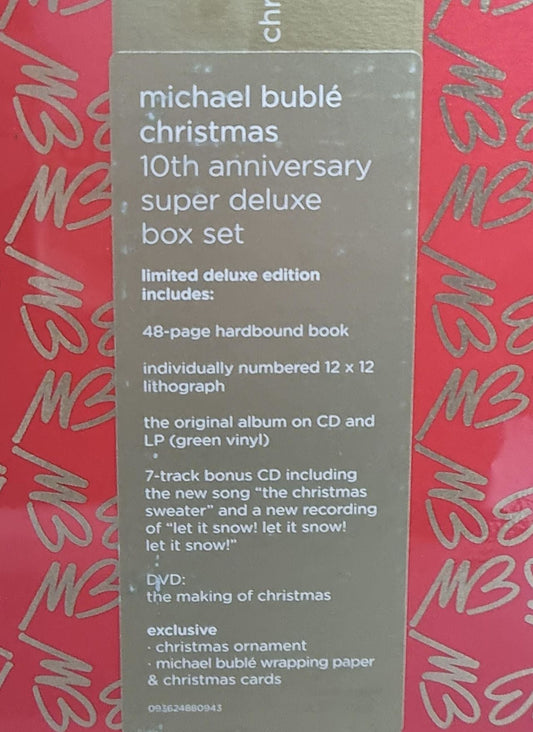 chr
michael bublé
christmas
10th anniversary
super deluxe
box set
limited deluxe edition
includes:
48-page hardbound book
individually numbered 12 x 12
lithograph
the original album on CD and
LP (green vinyl)
7-track bonus CD including
the new song “the christmas
sweater” and a new recording
of “let it snow! let it snow!
let it snow!”
DVD:
the making of christmas
exclusive
· christmas ornament
· michael bublé wrapping paper
& christmas cards
093624880943